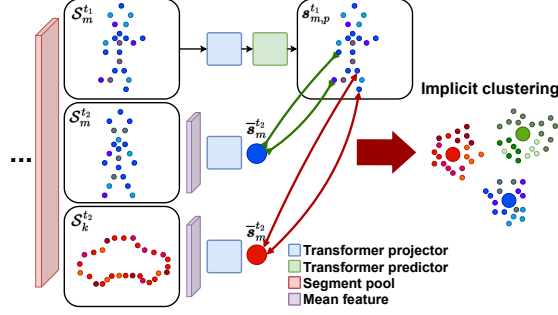 𝒮_m^{t_1}
s_{m,p}^{t_1}
Implicit clustering
𝒮_m^{t_2}
s̄_m^{t_2}
...
𝒮_k^{t_2}
s̄_m^{t_2}
Transformer projector
Transformer predictor
Segment pool
Mean feature